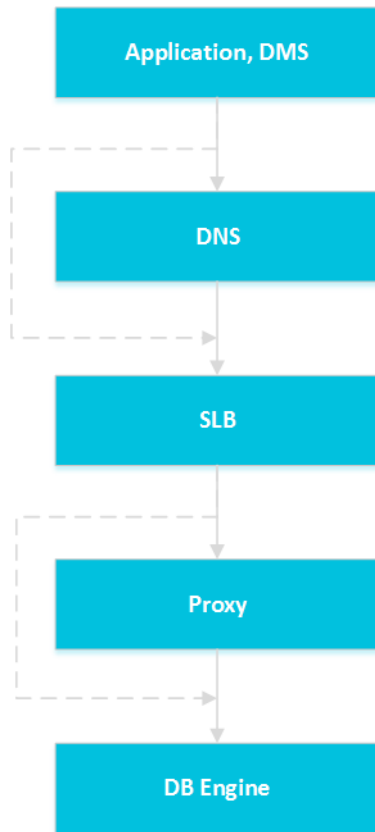 Application, DMS
DNS
SLB
Proxy
DB Engine